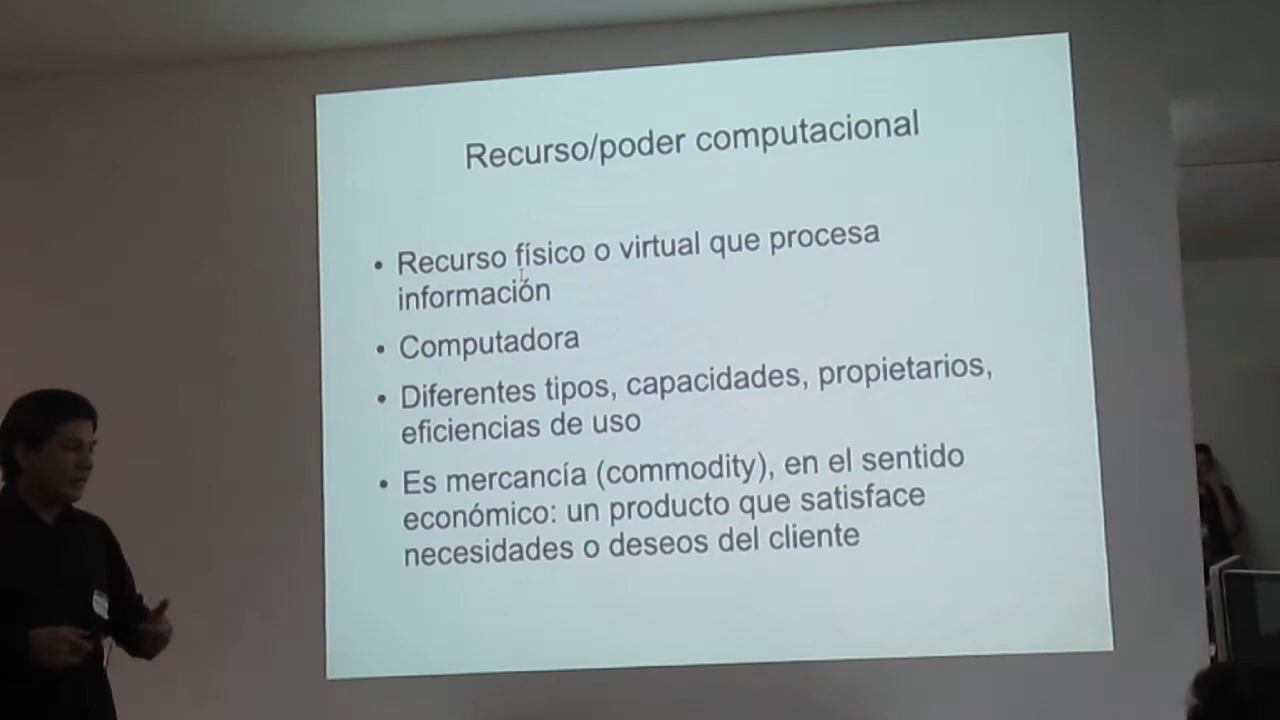 Recurso/poder computacional
• Recurso físico o virtual que procesa
información
• Computadora
• Diferentes tipos, capacidades, propietarios,
eficiencias de uso
• Es mercancía (commodity), en el sentido
económico: un producto que satisface
necesidades o deseos del cliente